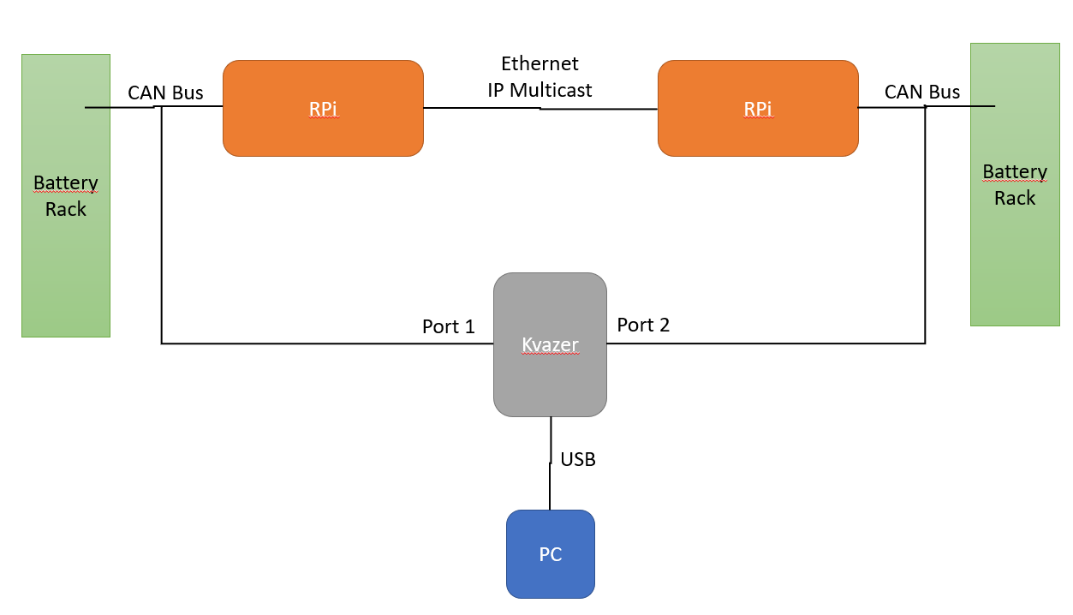 Ethernet
IP Multicast
CAN Bus
RPi
RPi
CAN Bus
Battery
Rack
Battery
Rack
Port 1
Kvazer
Port 2
USB
PC